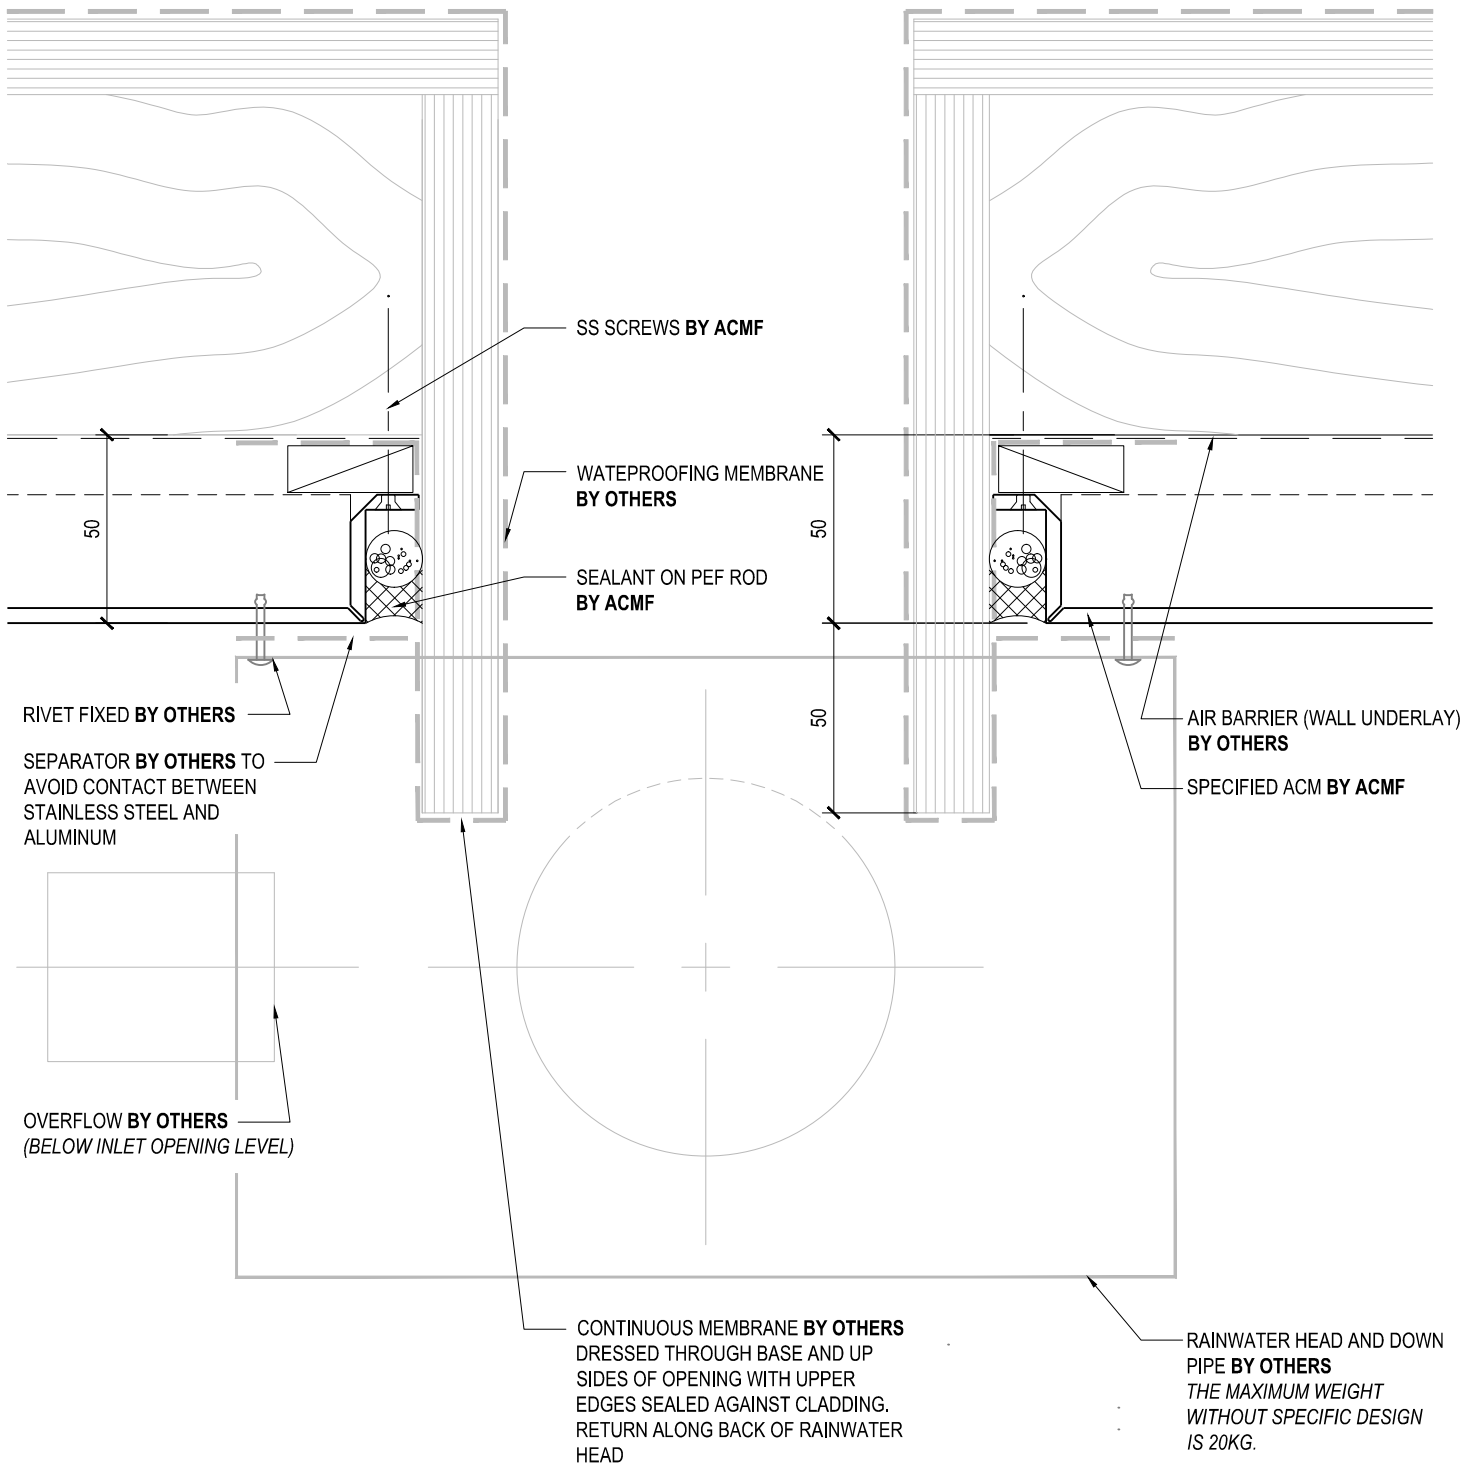 SS SCREWS BY ACMF
WATEPROOFING MEMBRANE
BY OTHERS
50
50
SEALANT ON PEF ROD
BY ACMF
RIVET FIXED BY OTHERS
50
AIR BARRIER (WALL UNDERLAY)
BY OTHERS
SEPARATOR BY OTHERS TO
AVOID CONTACT BETWEEN
STAINLESS STEEL AND
ALUMINUM
SPECIFIED ACM BY ACMF
OVERFLOW BY OTHERS
(BELOW INLET OPENING LEVEL)
CONTINUOUS MEMBRANE BY OTHERS
DRESSED THROUGH BASE AND UP
SIDES OF OPENING WITH UPPER
EDGES SEALED AGAINST CLADDING.
RETURN ALONG BACK OF RAINWATER
HEAD
RAINWATER HEAD AND DOWN
PIPE BY OTHERS
THE MAXIMUM WEIGHT
WITHOUT SPECIFIC DESIGN
IS 20KG.